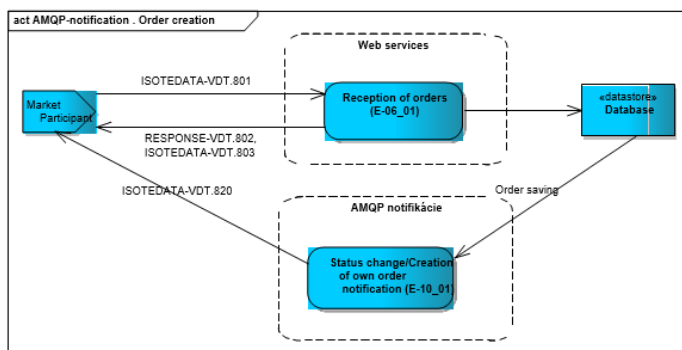 act AMQP-notification . Order creation
Web services
ISOTEDATA-VDT.801
Market
Participant
Reception of orders
(E-06_01)
«datastore»
Database
RESPONSE-VDT.802,
ISOTEDATA-VDT.803
ISOTEDATA-VDT.820
Order saving
AMQP notifikácie
Status change/Creation
of own order
notification (E-10_01)